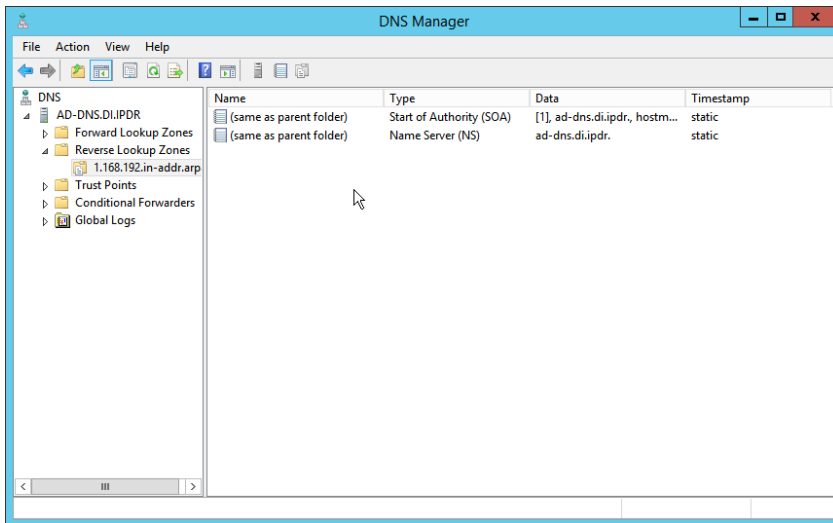 DNS Manager
File Action View Help
DNS
AD-DNS.DI.IPDR
Forward Lookup Zones
Reverse Lookup Zones
1.168.192.in-addr.arp
Trust Points
Conditional Forwarders
Global Logs
Name Type Data Timestamp
(same as parent folder) Start of Authority (SOA) [1], ad-dns.di.ipdr., hostm... static
(same as parent folder) Name Server (NS) ad-dns.di.ipdr. static